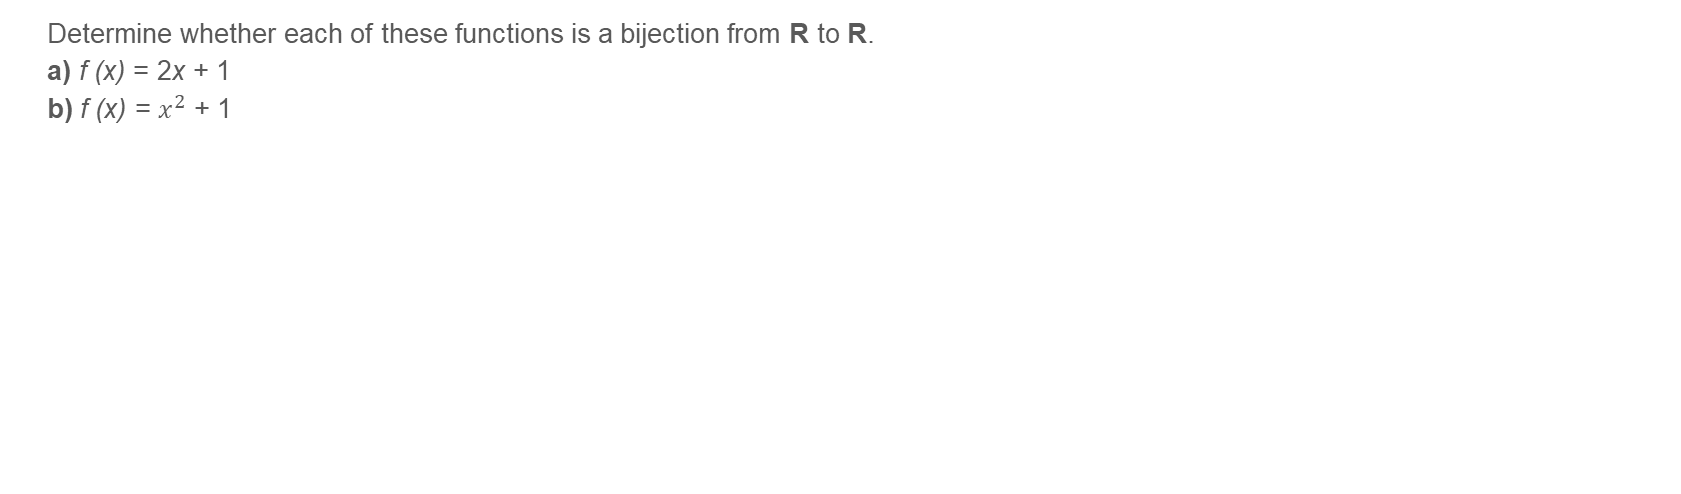 Determine whether each of these functions is a bijection from R to R.
a) f (x) = 2x + 1
b) f (x) = x² + 1